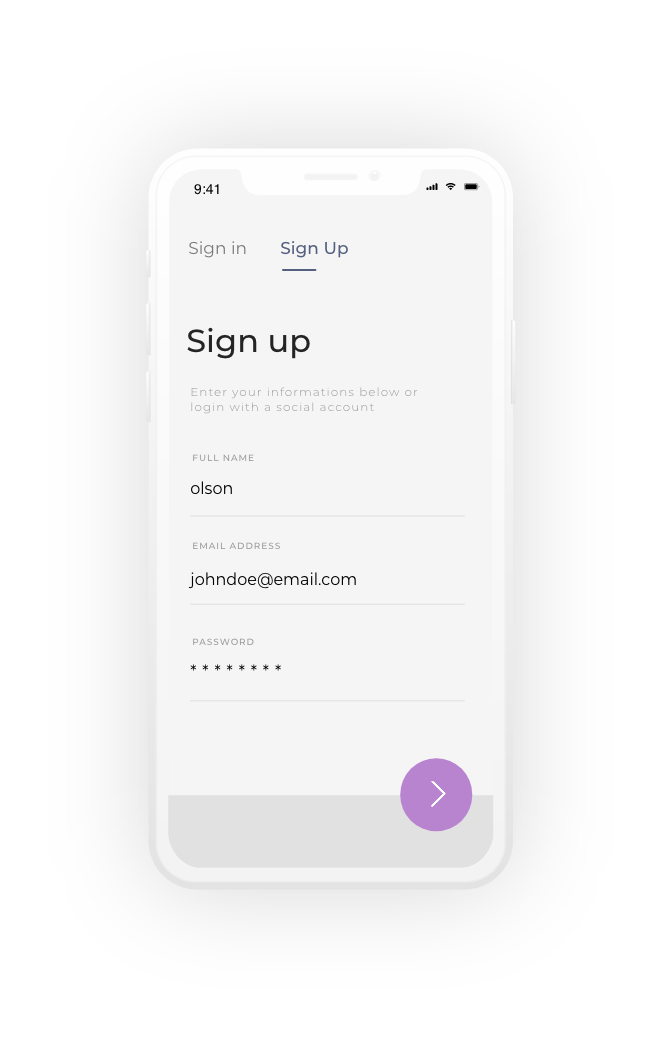 9:41
Sign in Sign Up
Sign up
Enter your informations below or
login with a social account
FULL NAME
olson
EMAIL ADDRESS
johndoe@email.com
PASSWORD
* * * * * * * *